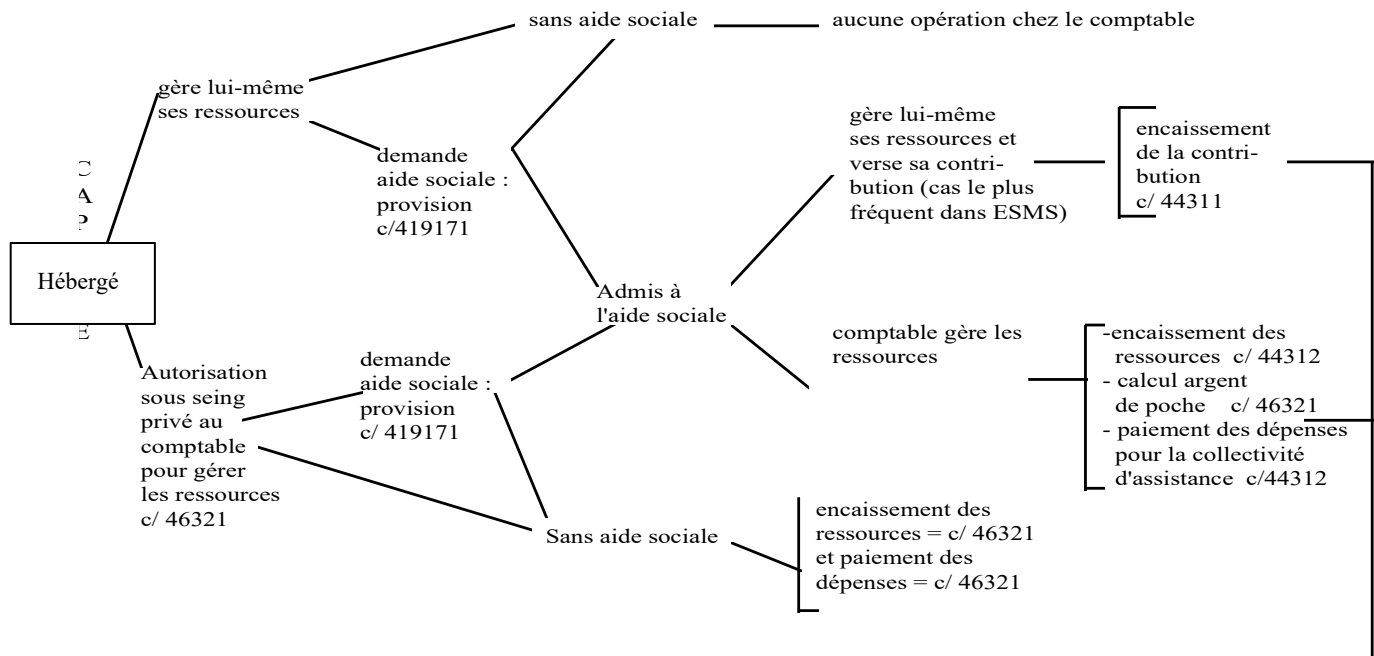 sans aide sociale
aucune opération chez le comptable
gère lui-même
ses ressources
demande
aide sociale :
provision
c/419171
gère lui-même
ses ressources et
verse sa contri-
bution (cas le plus
fréquent dans ESMS)
encaissement
de la contri-
bution
c/ 44311
C
A
P
E
Hébergé
Admis à
l'aide sociale
comptable gère les
ressources
-encaissement des
ressources c/ 44312
- calcul argent
de poche c/ 46321
- paiement des dépenses
pour la collectivité
d'assistance c/44312
Autorisation
sous seing
privé au
comptable
pour gérer
les ressources
c/ 46321
demande
aide sociale :
provision
c/ 419171
Sans aide sociale
encaissement des
ressources = c/ 46321
et paiement des
dépenses = c/ 46321